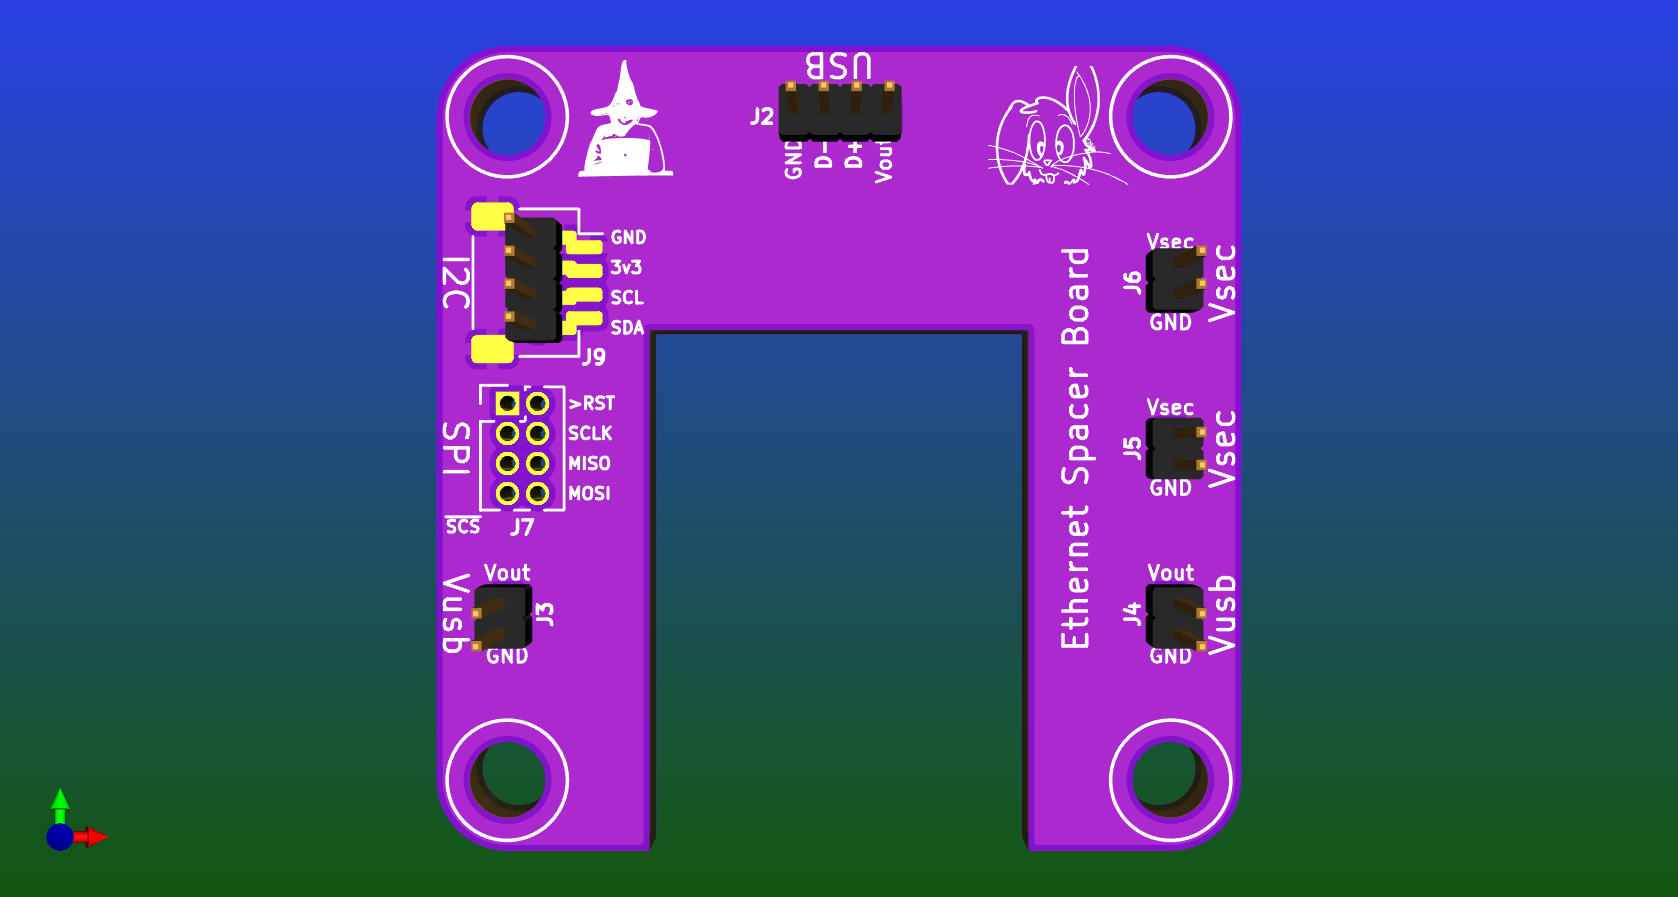 USB
J2
GND
D-
D+
Vout
I2C
GND
3v3
SCL
SDA
J9
SPI
>RST
SCLK
MISO
MOSI
SCS
J7
Vusb
Vout
J3
GND
Ethernet Spacer Board
Vsec
J6
Vsec
GND
Vsec
J5
Vsec
GND
Vout
J4
Vusb
GND